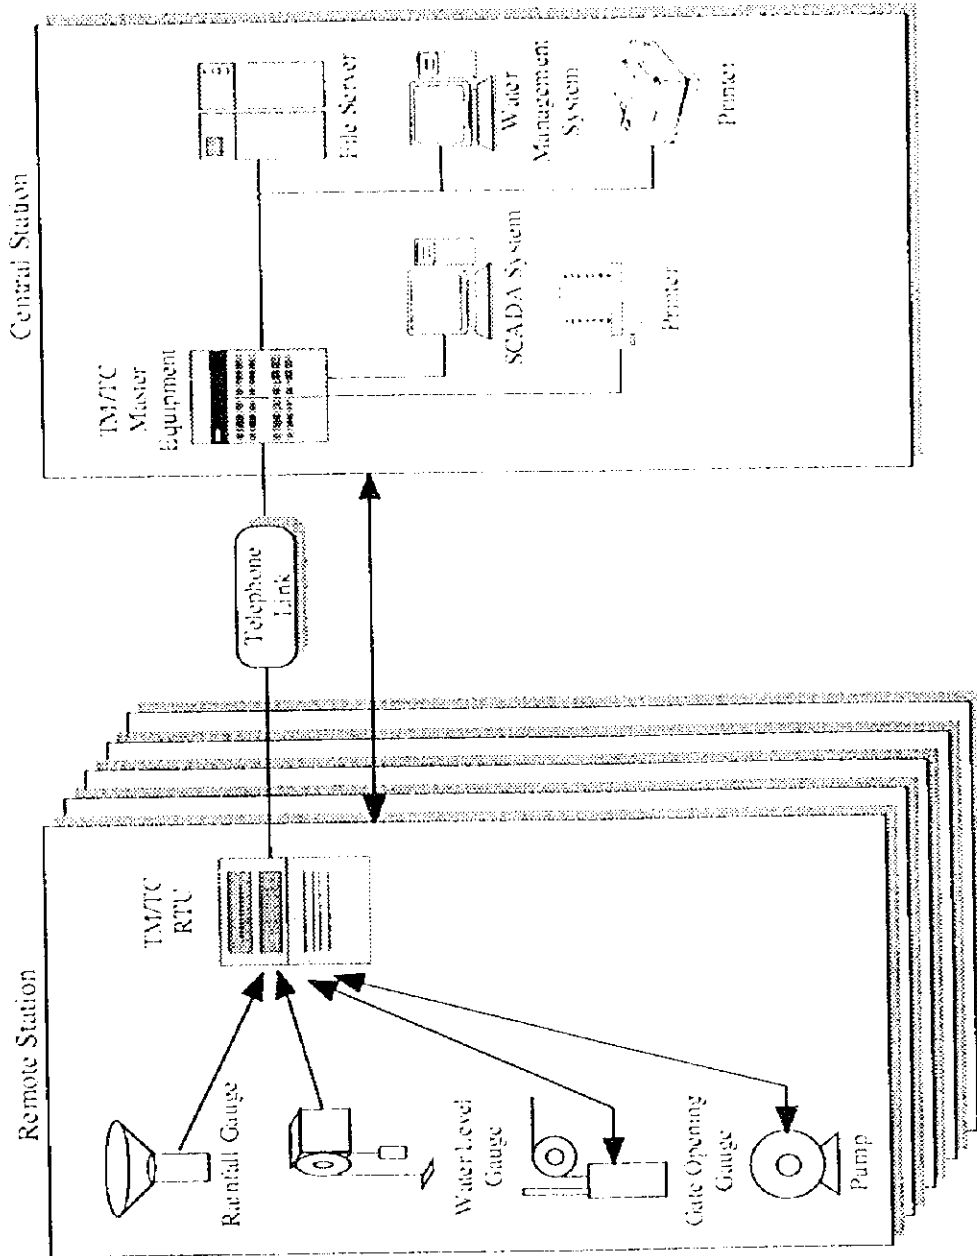 Remote Station
Rainfall Gauge
Water Level
Gauge
Gate Opening
Gauge
Pump
TM/TC
RTU
Telephone
Link
Central Station
TM/TC
Master
Equipment
SCADA System
Printer
File Server
Water
Management
System
Printer